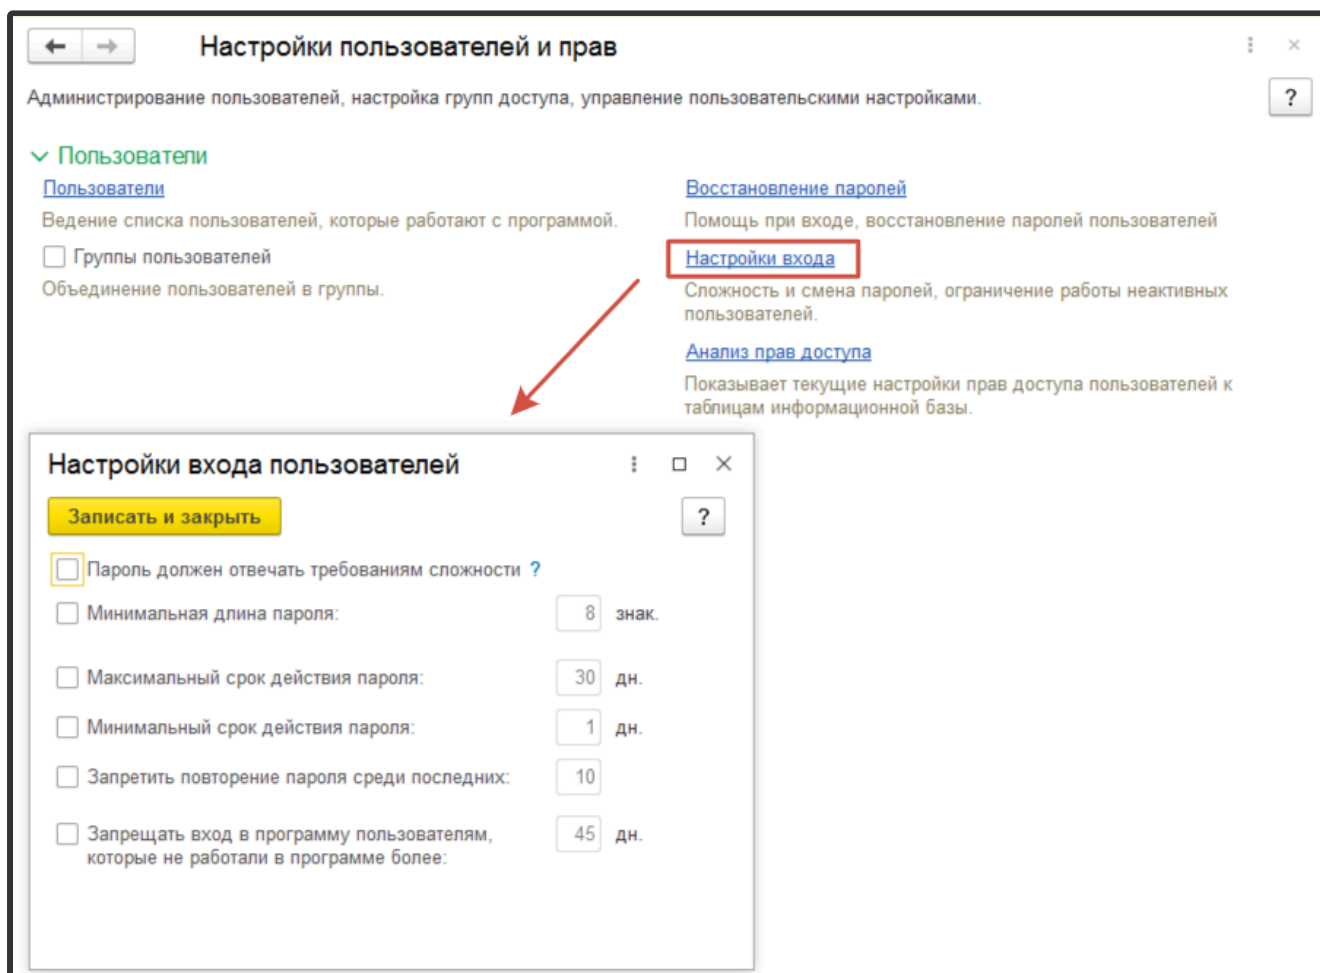 Настройки пользователей и прав
Администрирование пользователей, настройка групп доступа, управление пользовательскими настройками.
?
Пользователи
Пользователи
Ведение списка пользователей, которые работают с программой.
Группы пользователей
Объединение пользователей в группы.
Восстановление паролей
Помощь при входе, восстановление паролей пользователей
Настройки входа
Сложность и смена паролей, ограничение работы неактивных
пользователей.
Анализ прав доступа
Показывает текущие настройки прав доступа пользователей к
таблицам информационной базы.
Настройки входа пользователей
Записать и закрыть
?
Пароль должен отвечать требованиям сложности ?
Минимальная длина пароля: 8 знак.
Максимальный срок действия пароля: 30 дн.
Минимальный срок действия пароля: 1 дн.
Запретить повторение пароля среди последних: 10
Запрещать вход в программу пользователям, 45 дн.
которые не работали в программе более: